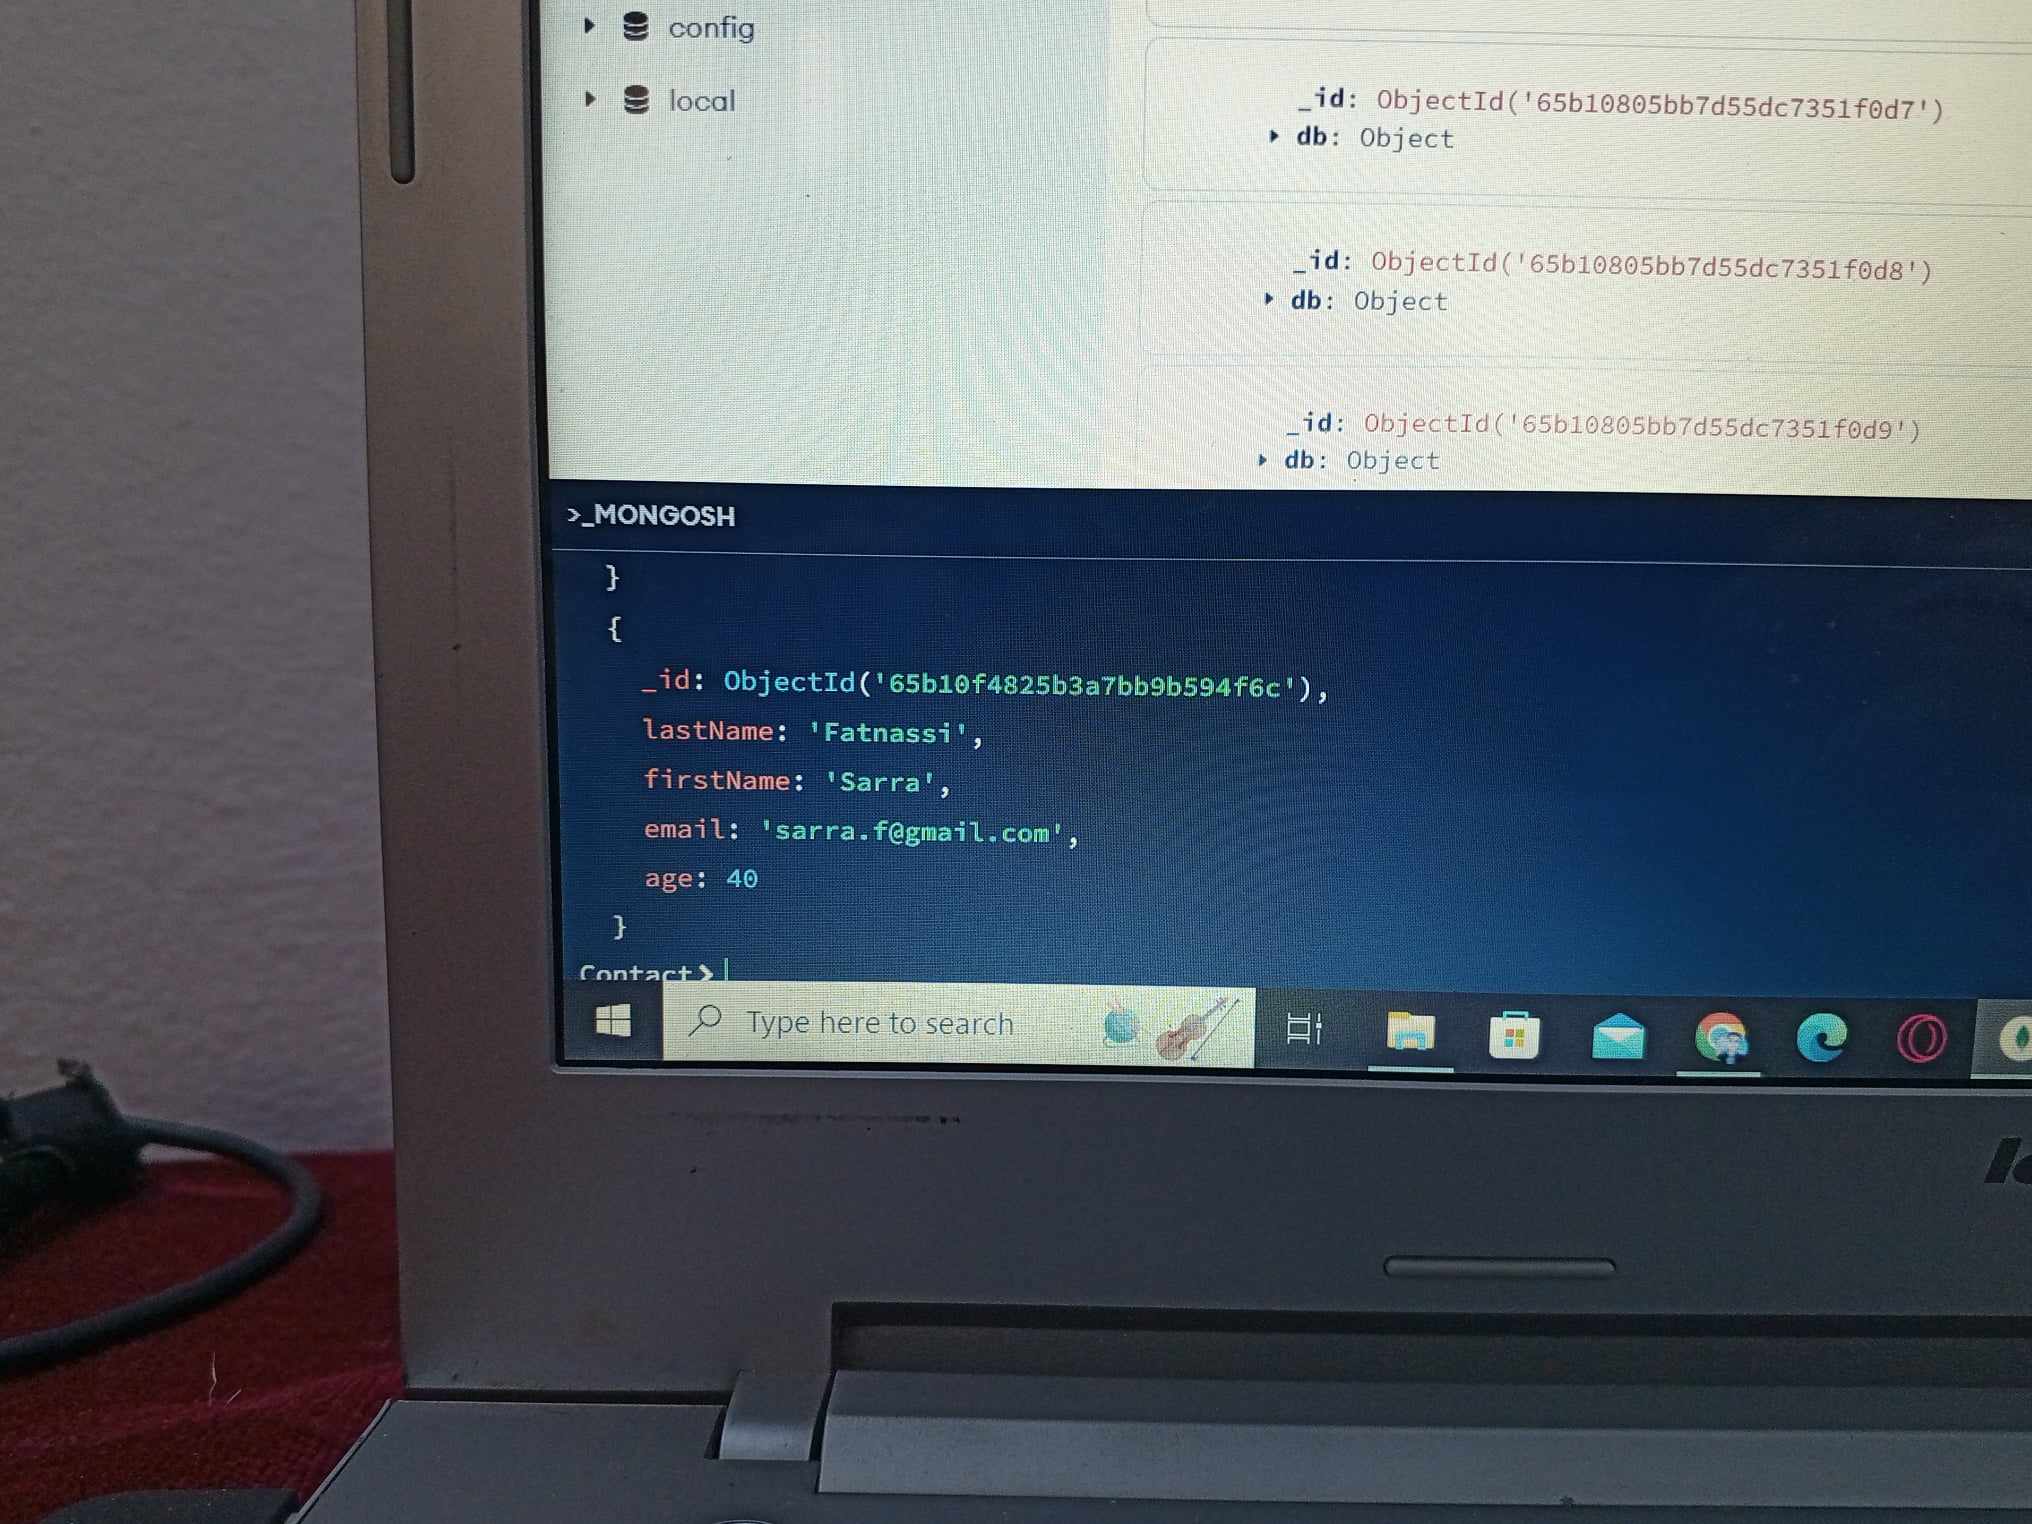 config
local
_id: ObjectId('65b10805bb7d55dc7351f0d7')
db: Object
_id: ObjectId('65b10805bb7d55dc7351f0d8')
db: Object
_id: ObjectId('65b10805bb7d55dc7351f0d9')
db: Object
>_MONGOSH
}
{
_id: ObjectId('65b10f4825b3a7bb9b594f6c'),
lastName: 'Fatnassi',
firstName: 'Sarra',
email: 'sarra.f@gmail.com',
age: 40
}
Contact>
Type here to search